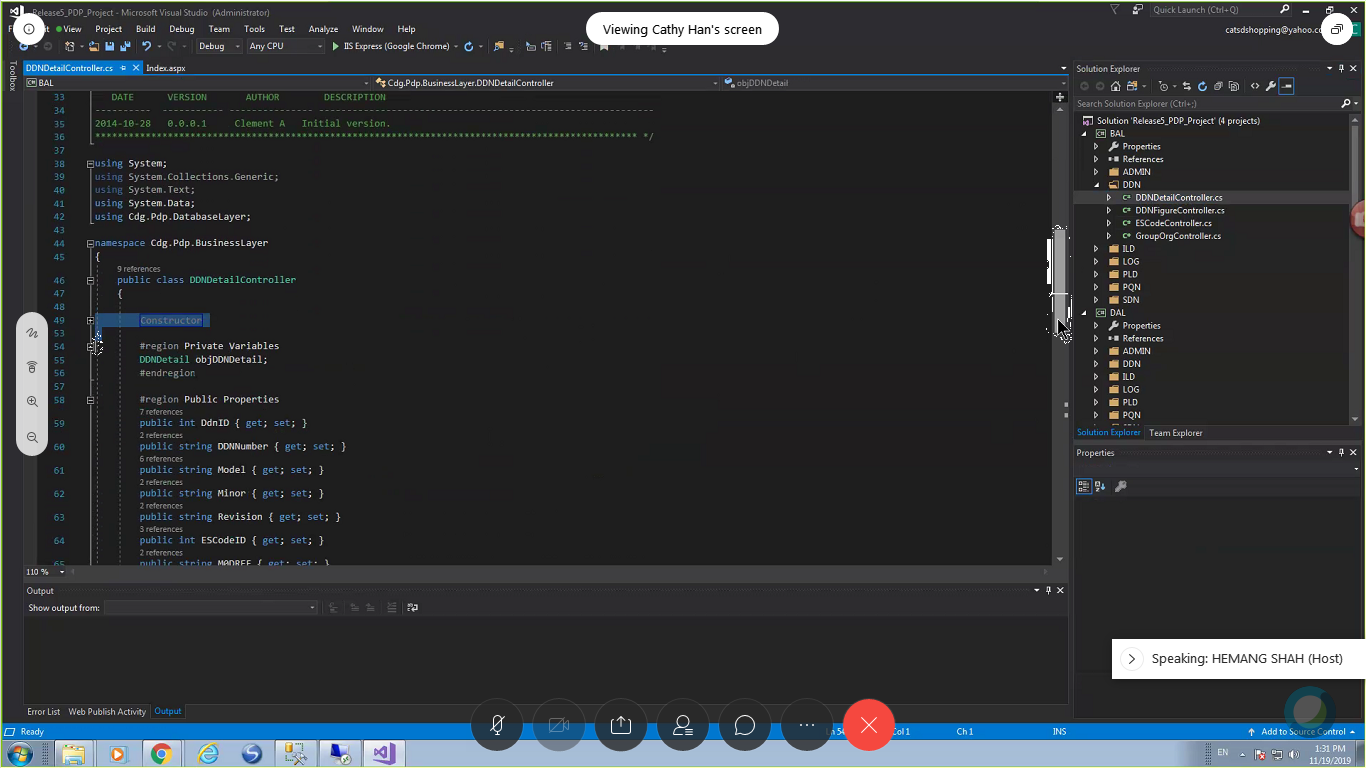 Release5_PDP_Project - Microsoft Visual Studio (Administrator)
Quick Launch (Ctrl+Q)
View Project Build Debug Team Tools Test Analyze Window Help
Viewing Cathy Han's screen
catsdshopping@yahoo.co
Debug Any CPU IIS Express (Google Chrome)
Toolbox
DDNDetailController.cs Index.aspx
BAL Cdg.Pdp.BusinessLayer.DDNDetailController objDDNDetail
33 DATE VERSION AUTHOR DESCRIPTION
34
35 2014-10-28 0.0.0.1 Clement A Initial version.
36 */
37
38 using System;
39 using System.Collections.Generic;
40 using System.Text;
41 using System.Data;
42 using Cdg.Pdp.DatabaseLayer;
43
44 namespace Cdg.Pdp.BusinessLayer
45 {
9 references
46 public class DDNDetailController
47 {
48
49 Constructor
53
54 #region Private Variables
55 DDNDetail objDDNDetail;
56 #endregion
57
58 #region Public Properties
7 references
59 public int DdnID { get; set; }
2 references
60 public string DDNNumber { get; set; }
6 references
61 public string Model { get; set; }
2 references
62 public string Minor { get; set; }
2 references
63 public string Revision { get; set; }
3 references
64 public int ESCodeID { get; set; }
2 references
65 public string MODREF { get; set; }
110 %
Solution Explorer
Search Solution Explorer (Ctrl+;)
Solution 'Release5_PDP_Project' (4 projects)
BAL
Properties
References
ADMIN
DDN
DDNDetailController.cs
DDNFigureController.cs
ESCodeController.cs
GroupOrgController.cs
ILD
LOG
PLD
PQN
SDN
DAL
Properties
References
ADMIN
DDN
ILD
LOG
PLD
PQN
Solution Explorer Team Explorer
Properties
Output
Show output from:
Speaking: HEMANG SHAH (Host)
Error List Web Publish Activity Output
Ready Ln 54 Col 1 Ch 1 INS Add to Source Control
EN 1:31 PM
11/19/2019